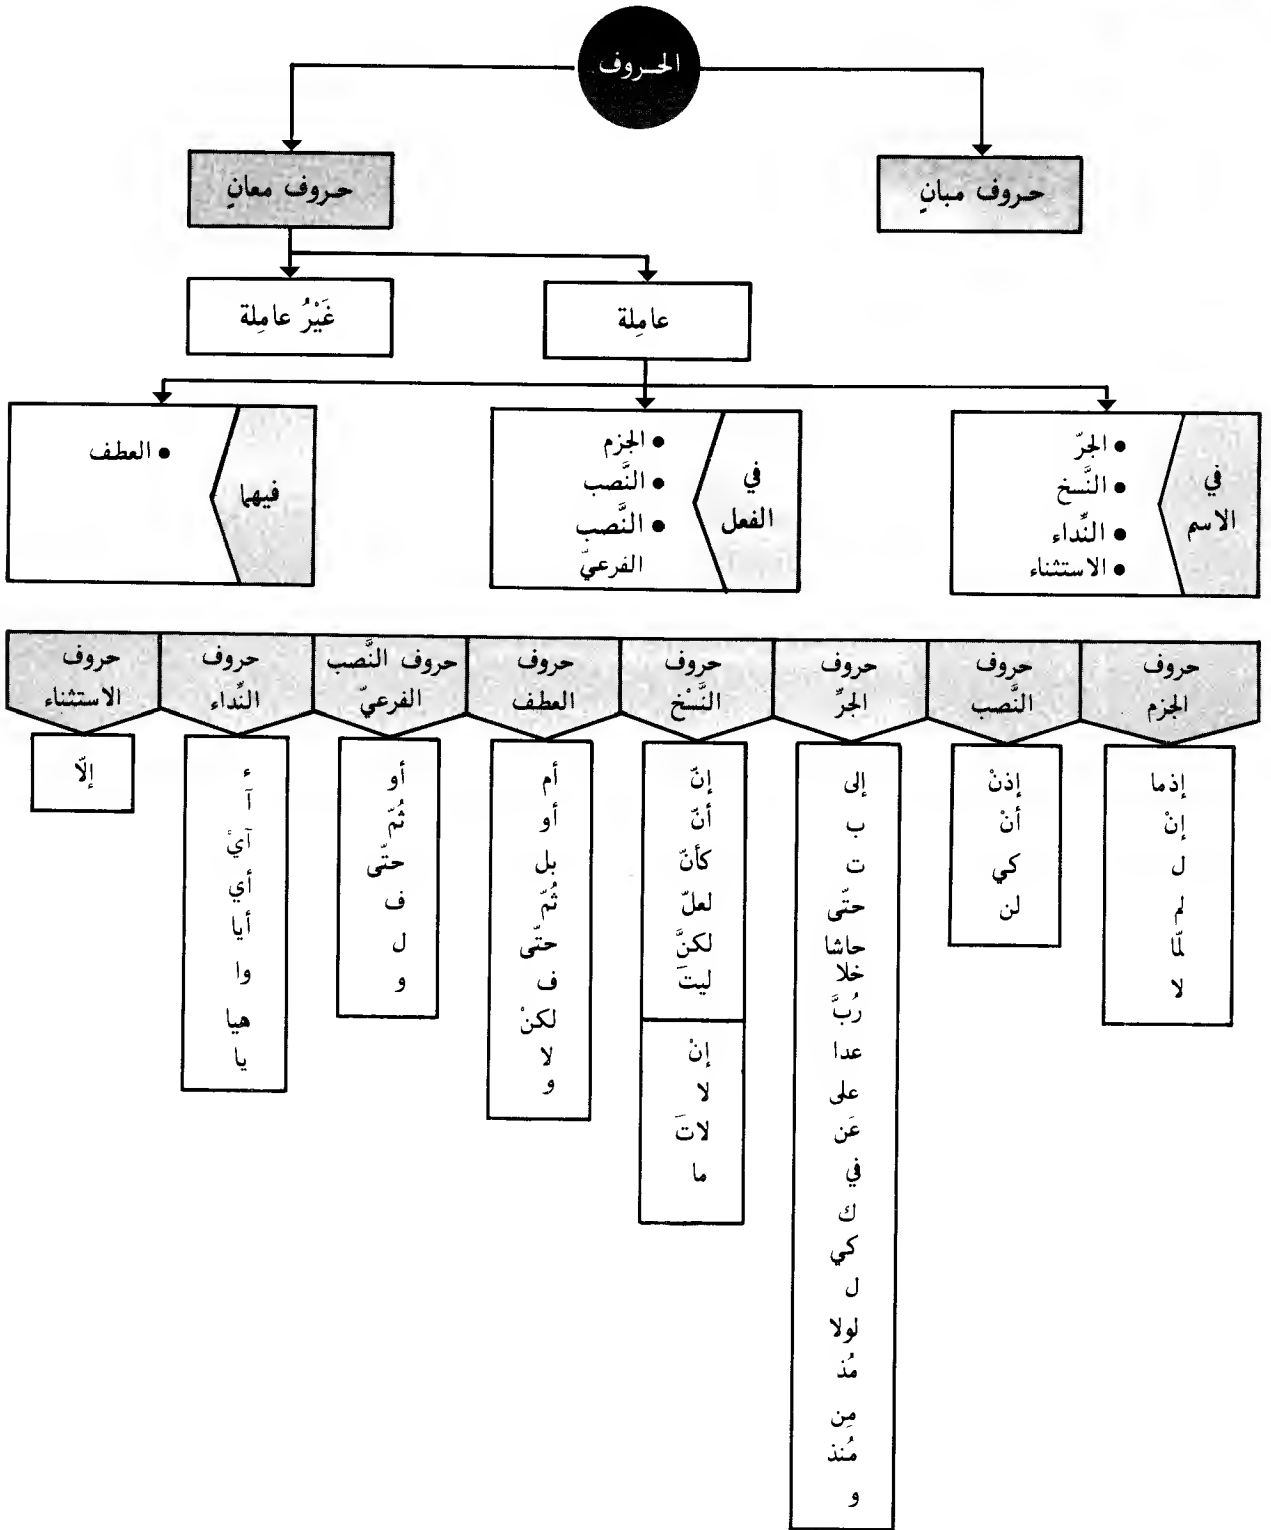 الحروف
حروف مبانٍ
حروف معانٍ
عامِلة
غَيْرُ عامِلة
في
الاسم
• الجرّ
• النَّسخ
• النِّداء
• الاستثناء
في
الفعل
• الجزم
• النَّصب
• النَّصب
الفرعيّ
فيهما
• العطف
حروف
الجزم
إذما
إنْ
ل
لم
لمّا
لا
حروف
النَّصب
إذنْ
أنْ
كي
لن
حروف
الجرِّ
إلى
ب
ت
حتّى
حاشا
خلا
رُبَّ
عدا
على
عَن
في
ك
كي
ل
لولا
مُذ
مِن
مُنذ
و
حروف
النَّسْخ
إنّ
أنّ
كأنّ
لعلّ
لكنَّ
ليتَ
إنْ
لا
لاتَ
ما
حروف
العطف
أم
أو
بل
ثُمّ
حتّى
ف
لكنْ
لا
و
حروف النَّصب
الفرعيّ
أو
ثُمّ
حتّى
ف
ل
و
حروف
النِّداء
ء
آ
آيْ
أي
أيا
وا
هيا
يا
حروف
الاستثناء
إلّا